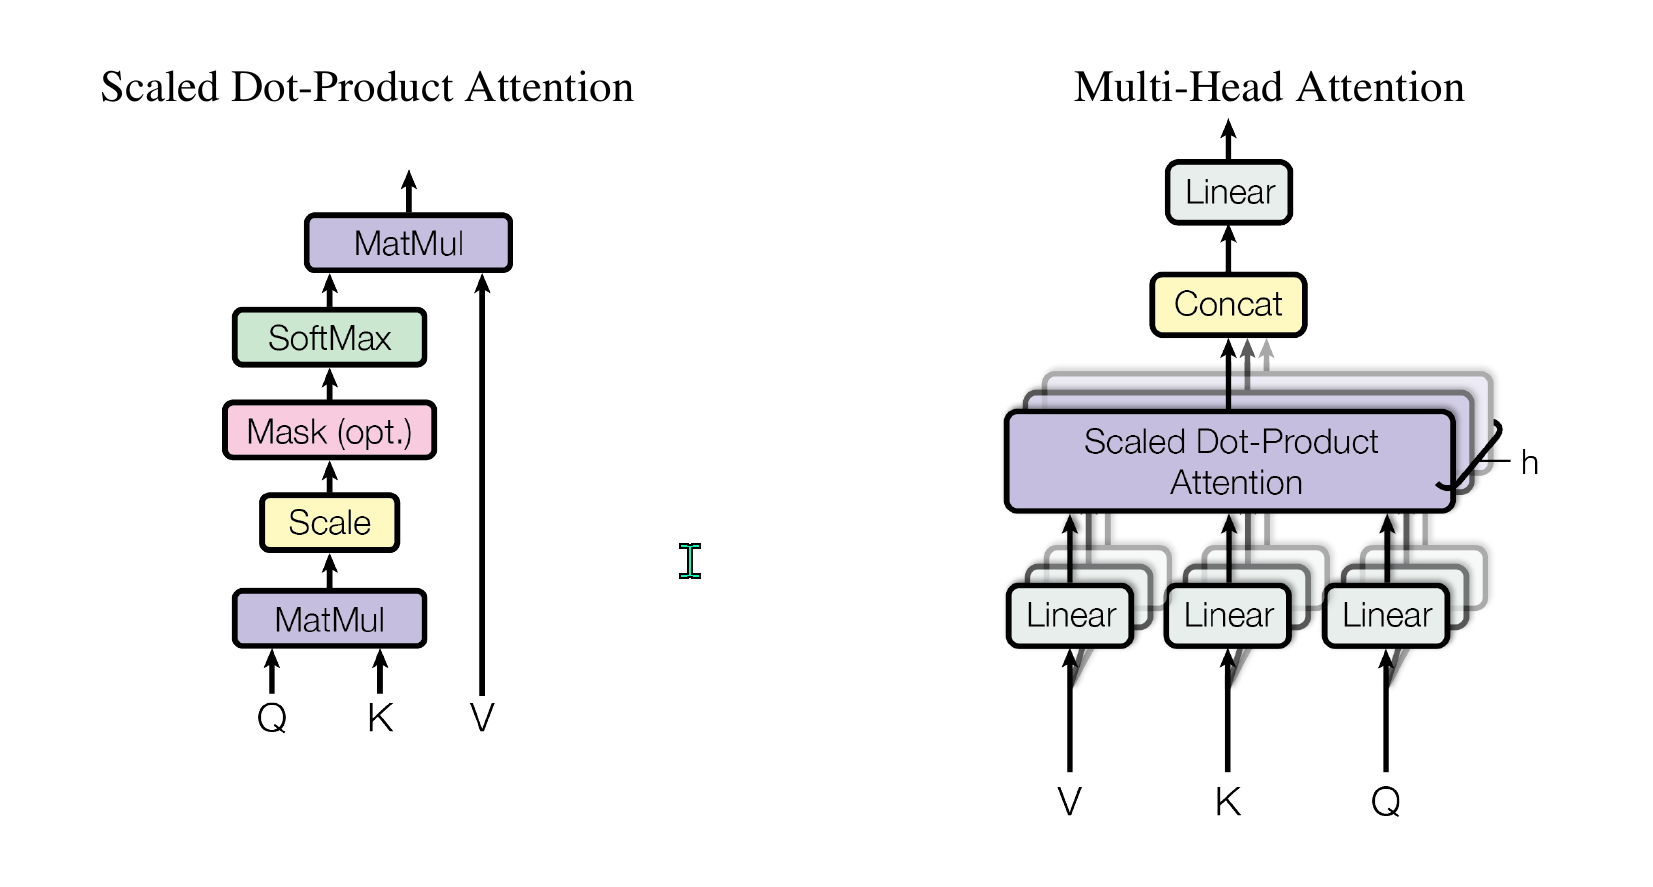 Scaled Dot-Product Attention
MatMul
SoftMax
Mask (opt.)
Scale
MatMul
Q K V
Multi-Head Attention
Linear
Concat
Scaled Dot-Product
Attention
h
Linear Linear Linear
V K Q